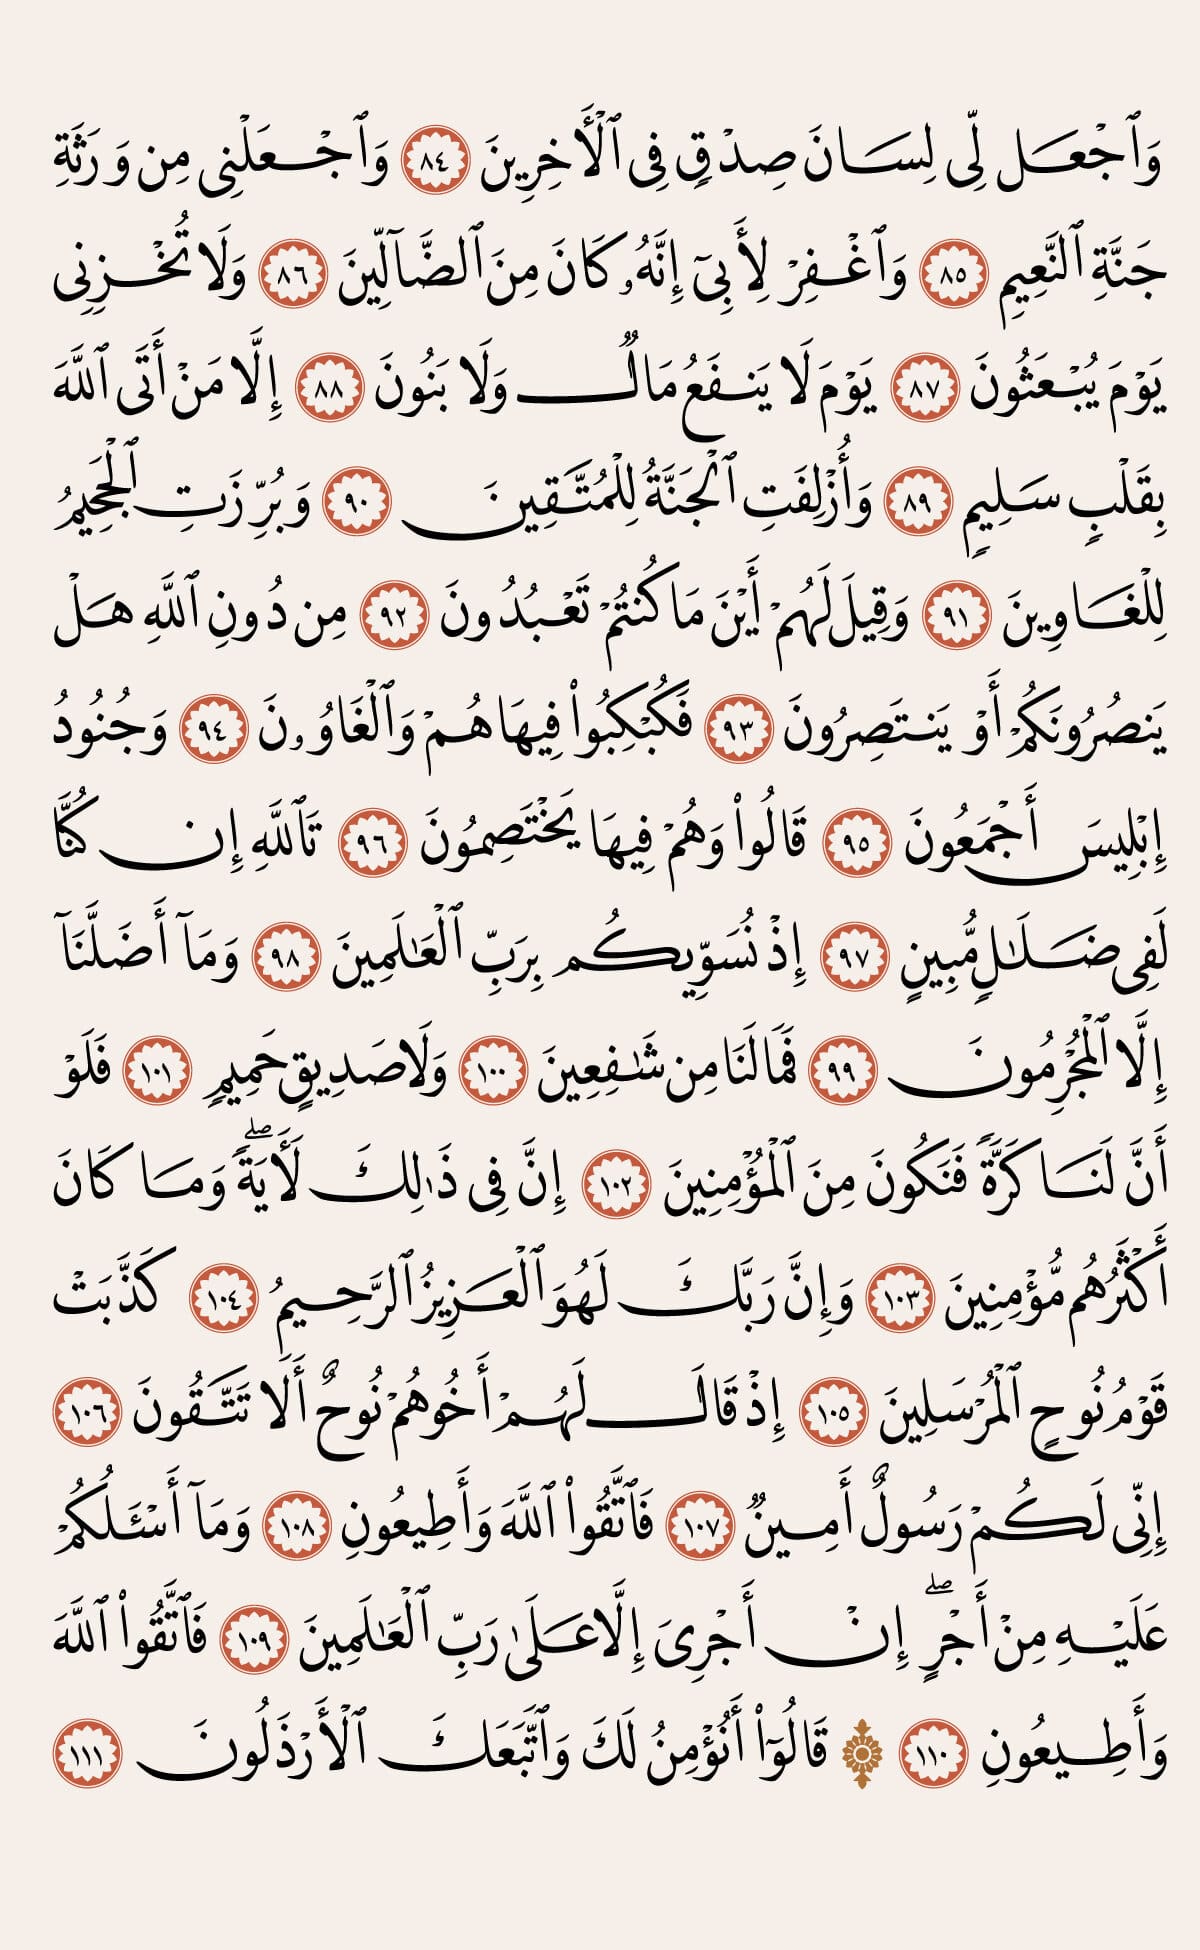 وَٱجْعَل لِّى لِسَانَ صِدْقٍ فِى ٱلْـَٔاخِرِينَ ٨٤ وَٱجْعَلْنِى مِن وَرَثَةِ
جَنَّةِ ٱلنَّعِيمِ ٨٥ وَٱغْفِرْ لِأَبِىٓ إِنَّهُۥ كَانَ مِنَ ٱلضَّآلِّينَ ٨٦ وَلَا تُخْزِنِى
يَوْمَ يُبْعَثُونَ ٨٧ يَوْمَ لَا يَنفَعُ مَالٌ وَلَا بَنُونَ ٨٨ إِلَّا مَنْ أَتَى ٱللَّهَ
بِقَلْبٍ سَلِيمٍ ٨٩ وَأُزْلِفَتِ ٱلْجَنَّةُ لِلْمُتَّقِينَ ٩٠ وَبُرِّزَتِ ٱلْجَحِيمُ
لِلْغَاوِينَ ٩١ وَقِيلَ لَهُمْ أَيْنَ مَا كُنتُمْ تَعْبُدُونَ ٩٢ مِن دُونِ ٱللَّهِ هَلْ
يَنصُرُونَكُمْ أَوْ يَنتَصِرُونَ ٩٣ فَكُبْكِبُوا۟ فِيهَا هُمْ وَٱلْغَاوُۥنَ ٩٤ وَجُنُودُ
إِبْلِيسَ أَجْمَعُونَ ٩٥ قَالُوا۟ وَهُمْ فِيهَا يَخْتَصِمُونَ ٩٦ تَٱللَّهِ إِن كُنَّا
لَفِى ضَلَـٰلٍ مُّبِينٍ ٩٧ إِذْ نُسَوِّيكُم بِرَبِّ ٱلْعَـٰلَمِينَ ٩٨ وَمَآ أَضَلَّنَآ
إِلَّا ٱلْمُجْرِمُونَ ٩٩ فَمَا لَنَا مِن شَـٰفِعِينَ ١٠٠ وَلَا صَدِيقٍ حَمِيمٍ ١٠١ فَلَوْ
أَنَّ لَنَا كَرَّةً فَنَكُونَ مِنَ ٱلْمُؤْمِنِينَ ١٠٢ إِنَّ فِى ذَٰلِكَ لَـَٔايَةً ۖ وَمَا كَانَ
أَكْثَرُهُم مُّؤْمِنِينَ ١٠٣ وَإِنَّ رَبَّكَ لَهُوَ ٱلْعَزِيزُ ٱلرَّحِيمُ ١٠٤ كَذَّبَتْ
قَوْمُ نُوحٍ ٱلْمُرْسَلِينَ ١٠٥ إِذْ قَالَ لَهُمْ أَخُوهُمْ نُوحٌ أَلَا تَتَّقُونَ ١٠٦
إِنِّى لَكُمْ رَسُولٌ أَمِينٌ ١٠٧ فَٱتَّقُوا۟ ٱللَّهَ وَأَطِيعُونِ ١٠٨ وَمَآ أَسْـَٔلُكُمْ
عَلَيْهِ مِنْ أَجْرٍ ۖ إِنْ أَجْرِىَ إِلَّا عَلَىٰ رَبِّ ٱلْعَـٰلَمِينَ ١٠٩ فَٱتَّقُوا۟ ٱللَّهَ
وَأَطِيعُونِ ١١٠ ۞ قَالُوٓا۟ أَنُؤْمِنُ لَكَ وَٱتَّبَعَكَ ٱلْأَرْذَلُونَ ١١١